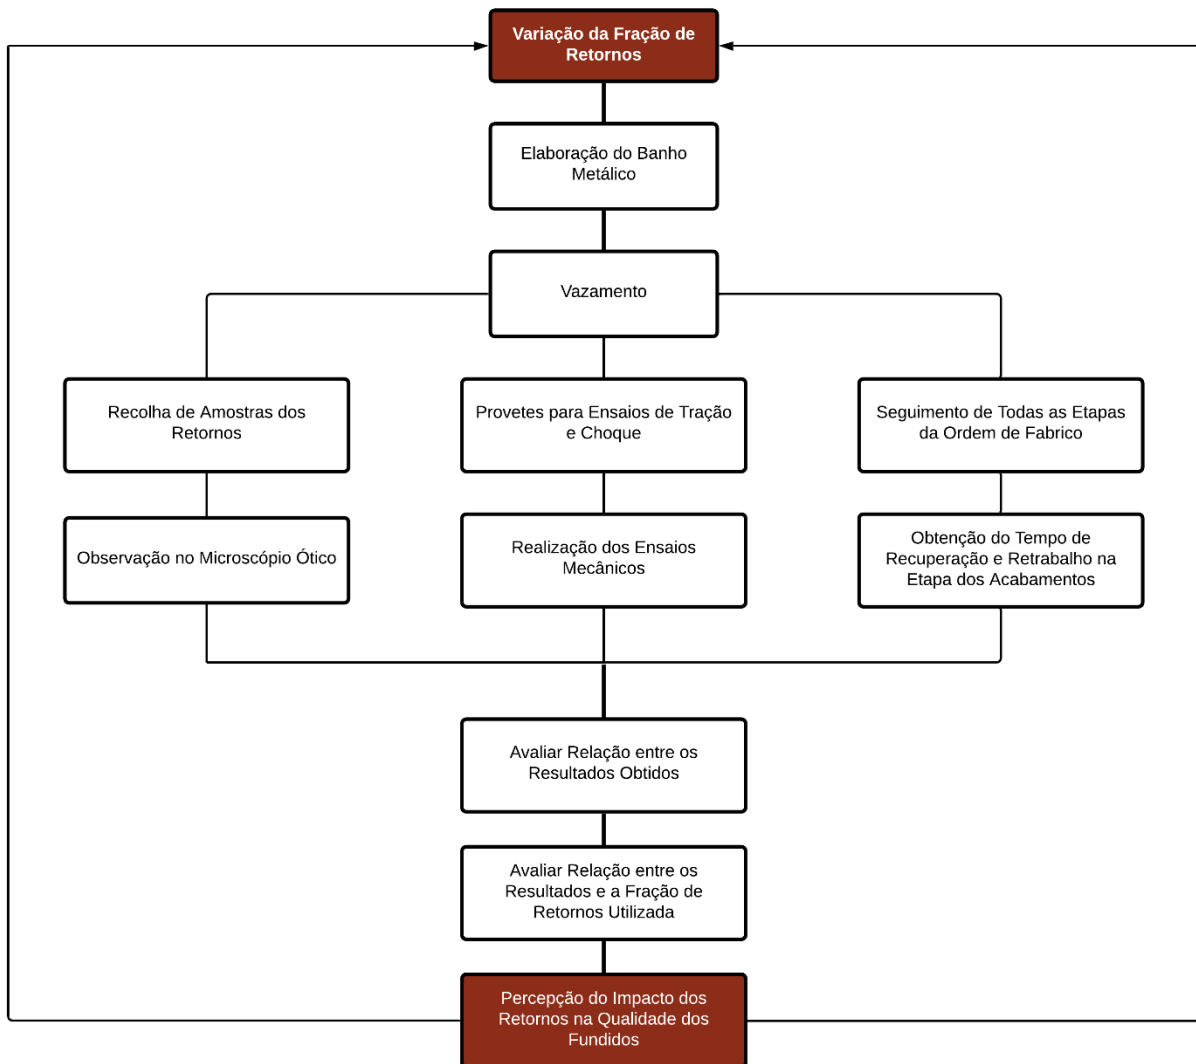 Variação da Fração de
Retornos
Elaboração do Banho
Metálico
Vazamento
Recolha de Amostras dos
Retornos
Provetes para Ensaios de Tração
e Choque
Seguimento de Todas as Etapas
da Ordem de Fabrico
Observação no Microscópio Ótico
Realização dos Ensaios
Mecânicos
Obtenção do Tempo de
Recuperação e Retrabalho na
Etapa dos Acabamentos
Avaliar Relação entre os
Resultados Obtidos
Avaliar Relação entre os
Resultados e a Fração de
Retornos Utilizada
Percepção do Impacto dos
Retornos na Qualidade dos
Fundidos